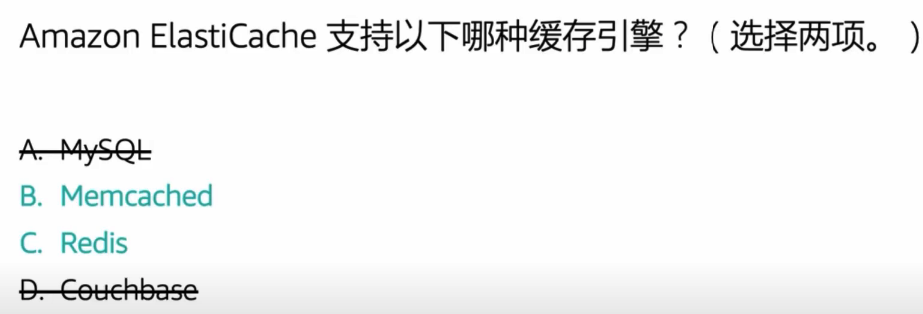 Amazon ElastiCache 支持以下哪种缓存引擎？（选择两项。）
A. MySQL
B. Memcached
C. Redis
D. Couchbase